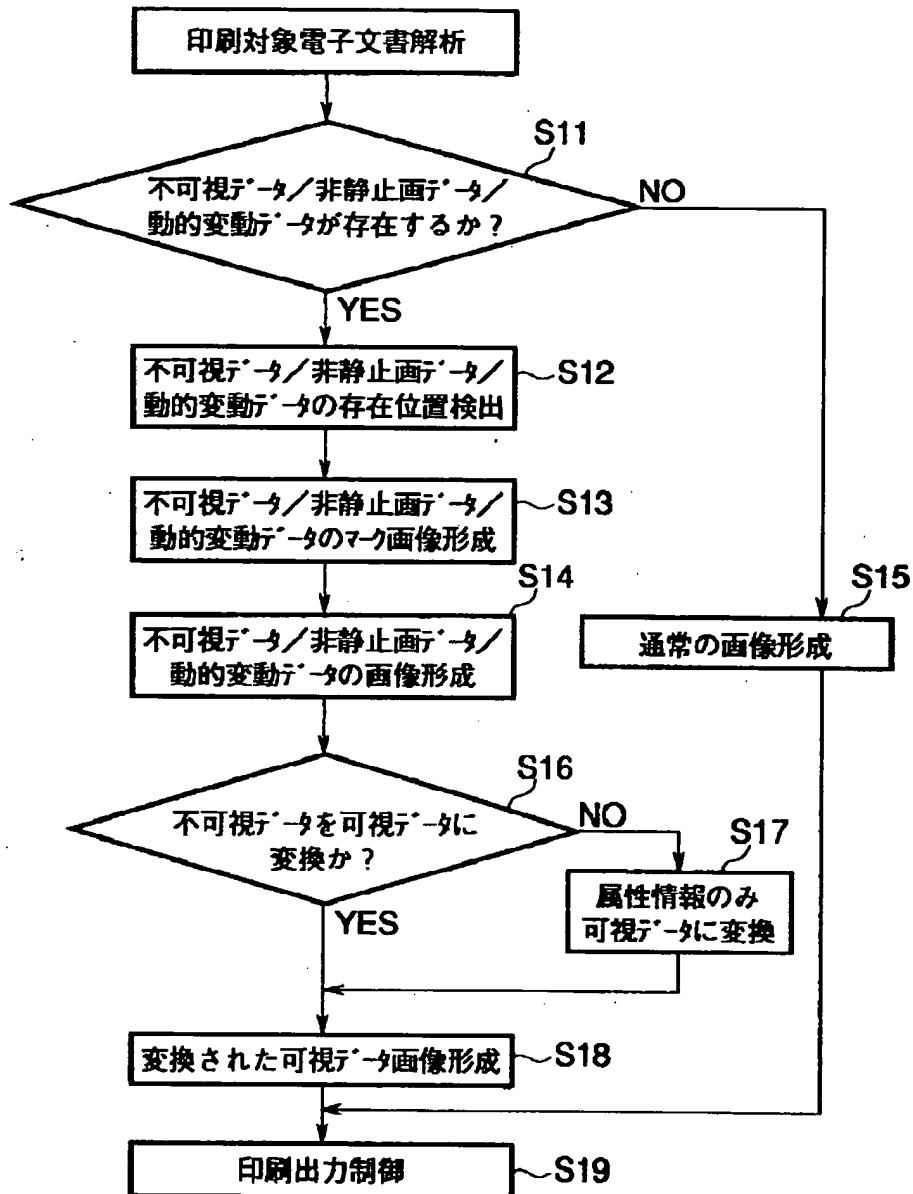 印刷対象電子文書解析
S11
不可視ﾃﾞｰﾀ／非静止画ﾃﾞｰﾀ／
動的変動ﾃﾞｰﾀが存在するか？
NO
YES
不可視ﾃﾞｰﾀ／非静止画ﾃﾞｰﾀ／
動的変動ﾃﾞｰﾀの存在位置検出
S12
不可視ﾃﾞｰﾀ／非静止画ﾃﾞｰﾀ／
動的変動ﾃﾞｰﾀのﾏｰｸ画像形成
S13
S14
不可視ﾃﾞｰﾀ／非静止画ﾃﾞｰﾀ／
動的変動ﾃﾞｰﾀの画像形成
S15
通常の画像形成
S16
不可視ﾃﾞｰﾀを可視ﾃﾞｰﾀに
変換か？
NO
YES
S17
属性情報のみ
可視ﾃﾞｰﾀに変換
変換された可視ﾃﾞｰﾀ画像形成
S18
印刷出力制御
S19